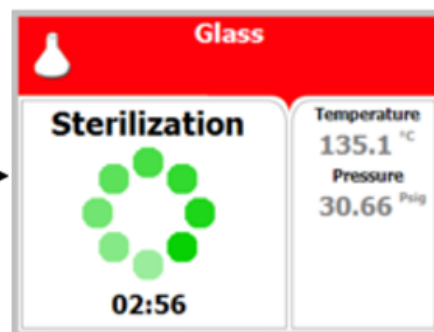 Glass
Sterilization
02:56
Temperature
135.1 °C
Pressure
30.66 Psig